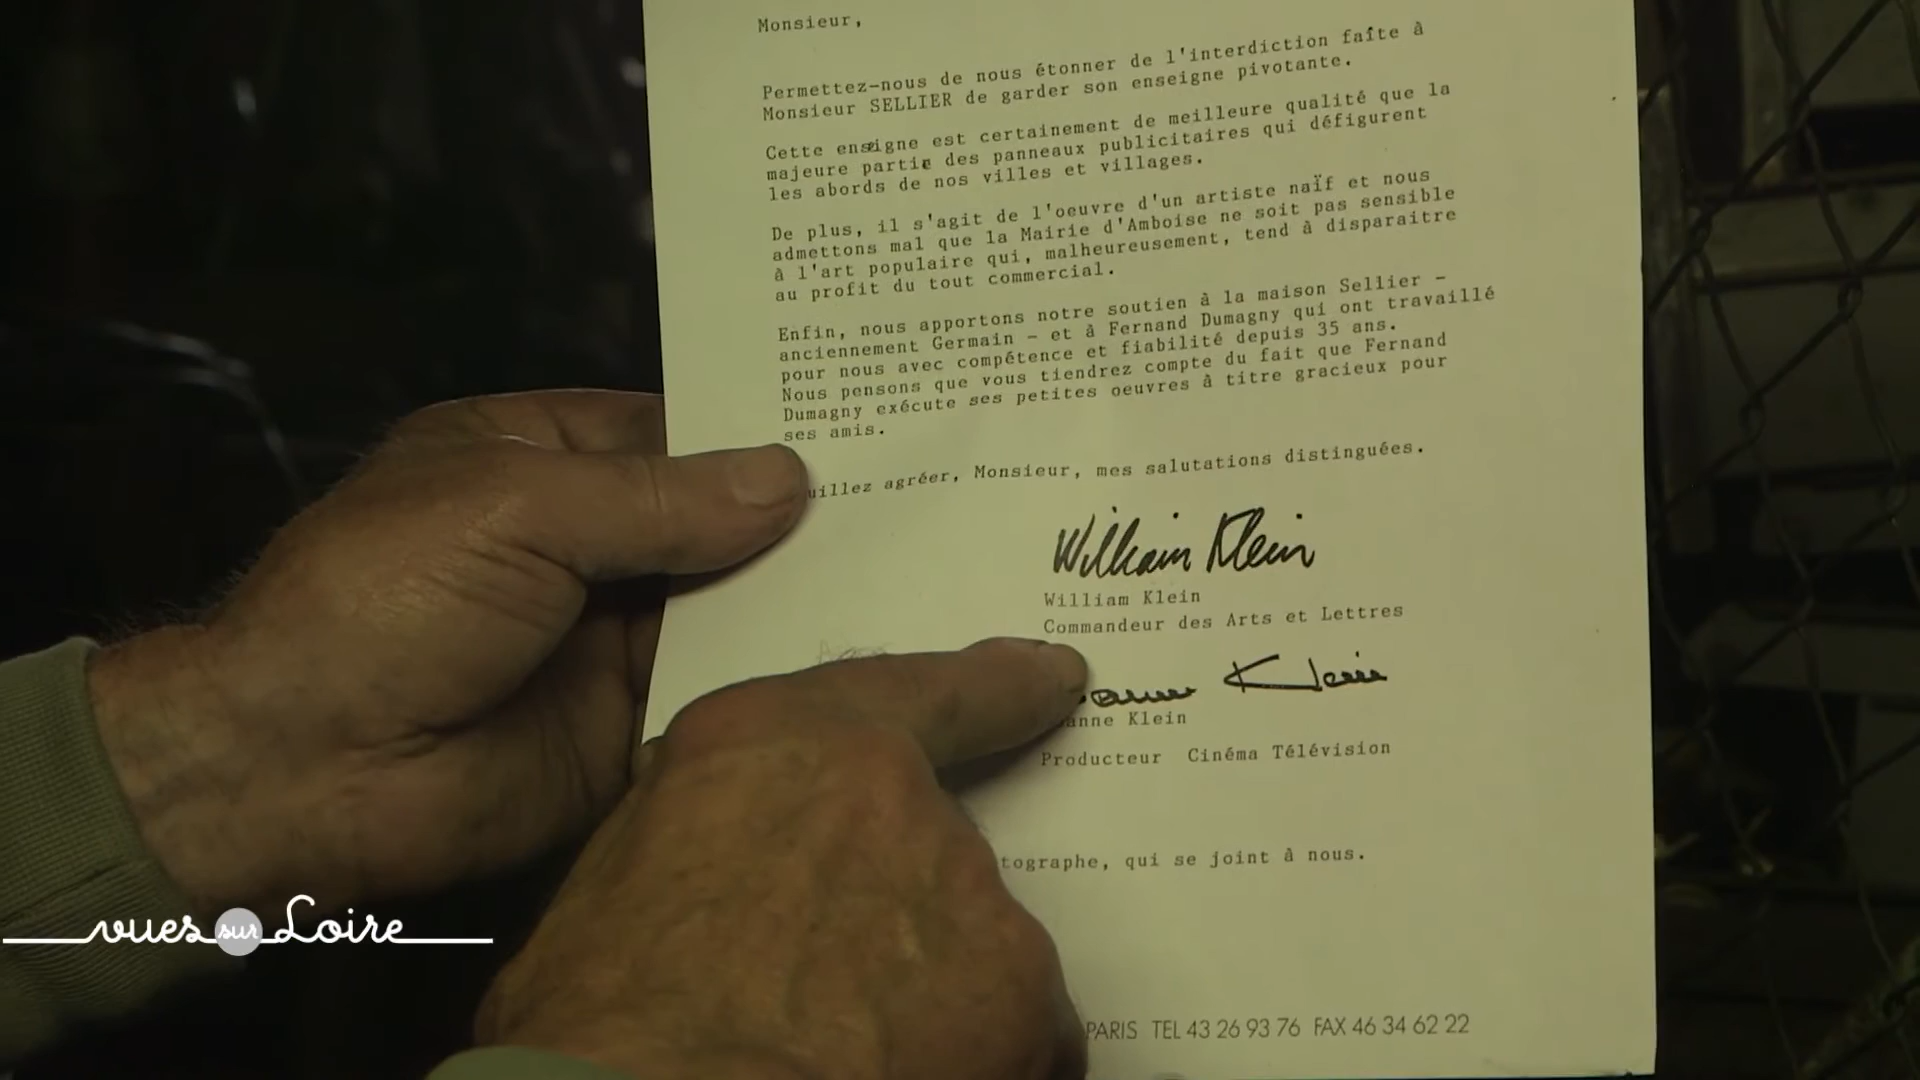 Monsieur,
Permettez-nous de nous étonner de l'interdiction faîte à
Monsieur SELLIER de garder son enseigne pivotante.
Cette enseigne est certainement de meilleure qualité que la
majeure partie des panneaux publicitaires qui défigurent
les abords de nos villes et villages.
De plus, il s'agit de l'oeuvre d'un artiste naïf et nous
admettons mal que la Mairie d'Amboise ne soit pas sensible
à l'art populaire qui, malheureusement, tend à disparaitre
au profit du tout commercial.
Enfin, nous apportons notre soutien à la maison Sellier -
anciennement Germain - et à Fernand Dumagny qui ont travaillé
pour nous avec compétence et fiabilité depuis 35 ans.
Nous pensons que vous tiendrez compte du fait que Fernand
Dumagny exécute ses petites oeuvres à titre gracieux pour
ses amis.
uillez agréer, Monsieur, mes salutations distinguées.
William Klein
William Klein
Commandeur des Arts et Lettres
Klein
anne Klein
Producteur Cinéma Télévision
tographe, qui se joint à nous.
PARIS TEL 43 26 93 76 FAX 46 34 62 22
vues sur Loire